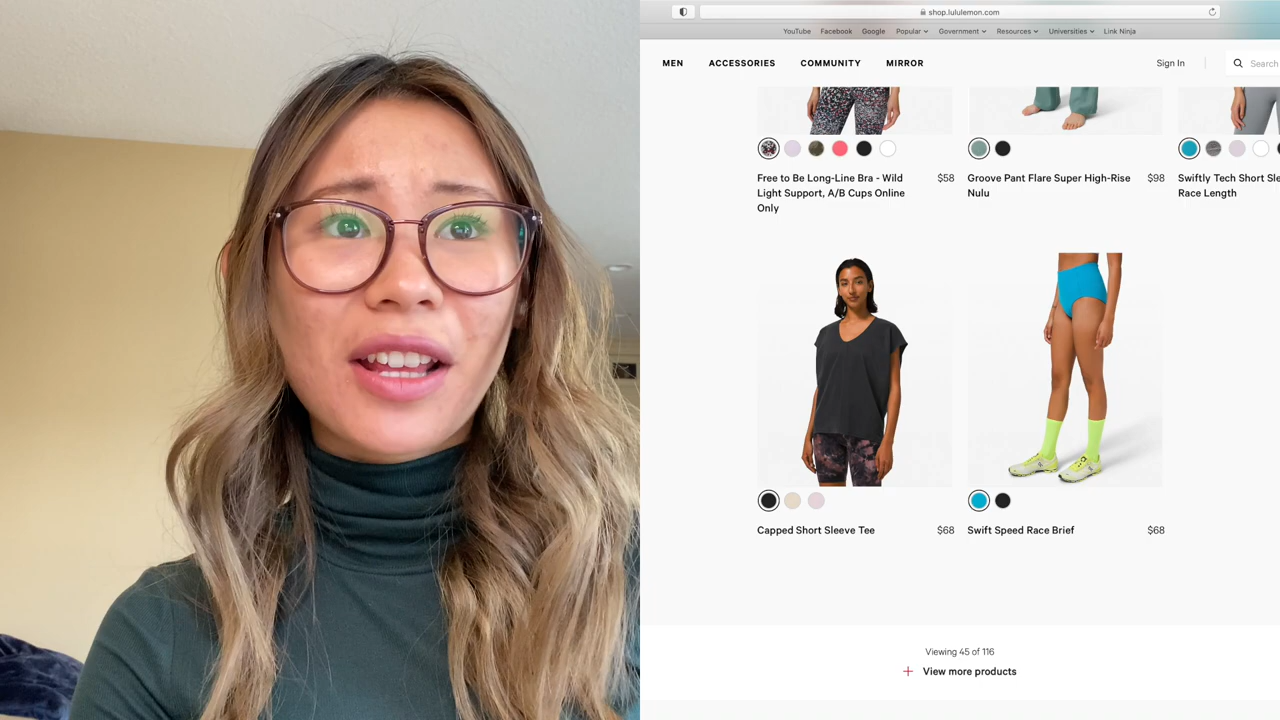 shop.lululemon.com
YouTube Facebook Google Popular Government Resources Universities Link Ninja
MEN ACCESSORIES COMMUNITY MIRROR Sign In Search
Free to Be Long-Line Bra - Wild $58
Light Support, A/B Cups Online
Only
Groove Pant Flare Super High-Rise $98
Nulu
Swiftly Tech Short Sle
Race Length
Capped Short Sleeve Tee $68
Swift Speed Race Brief $68
Viewing 45 of 116
+ View more products